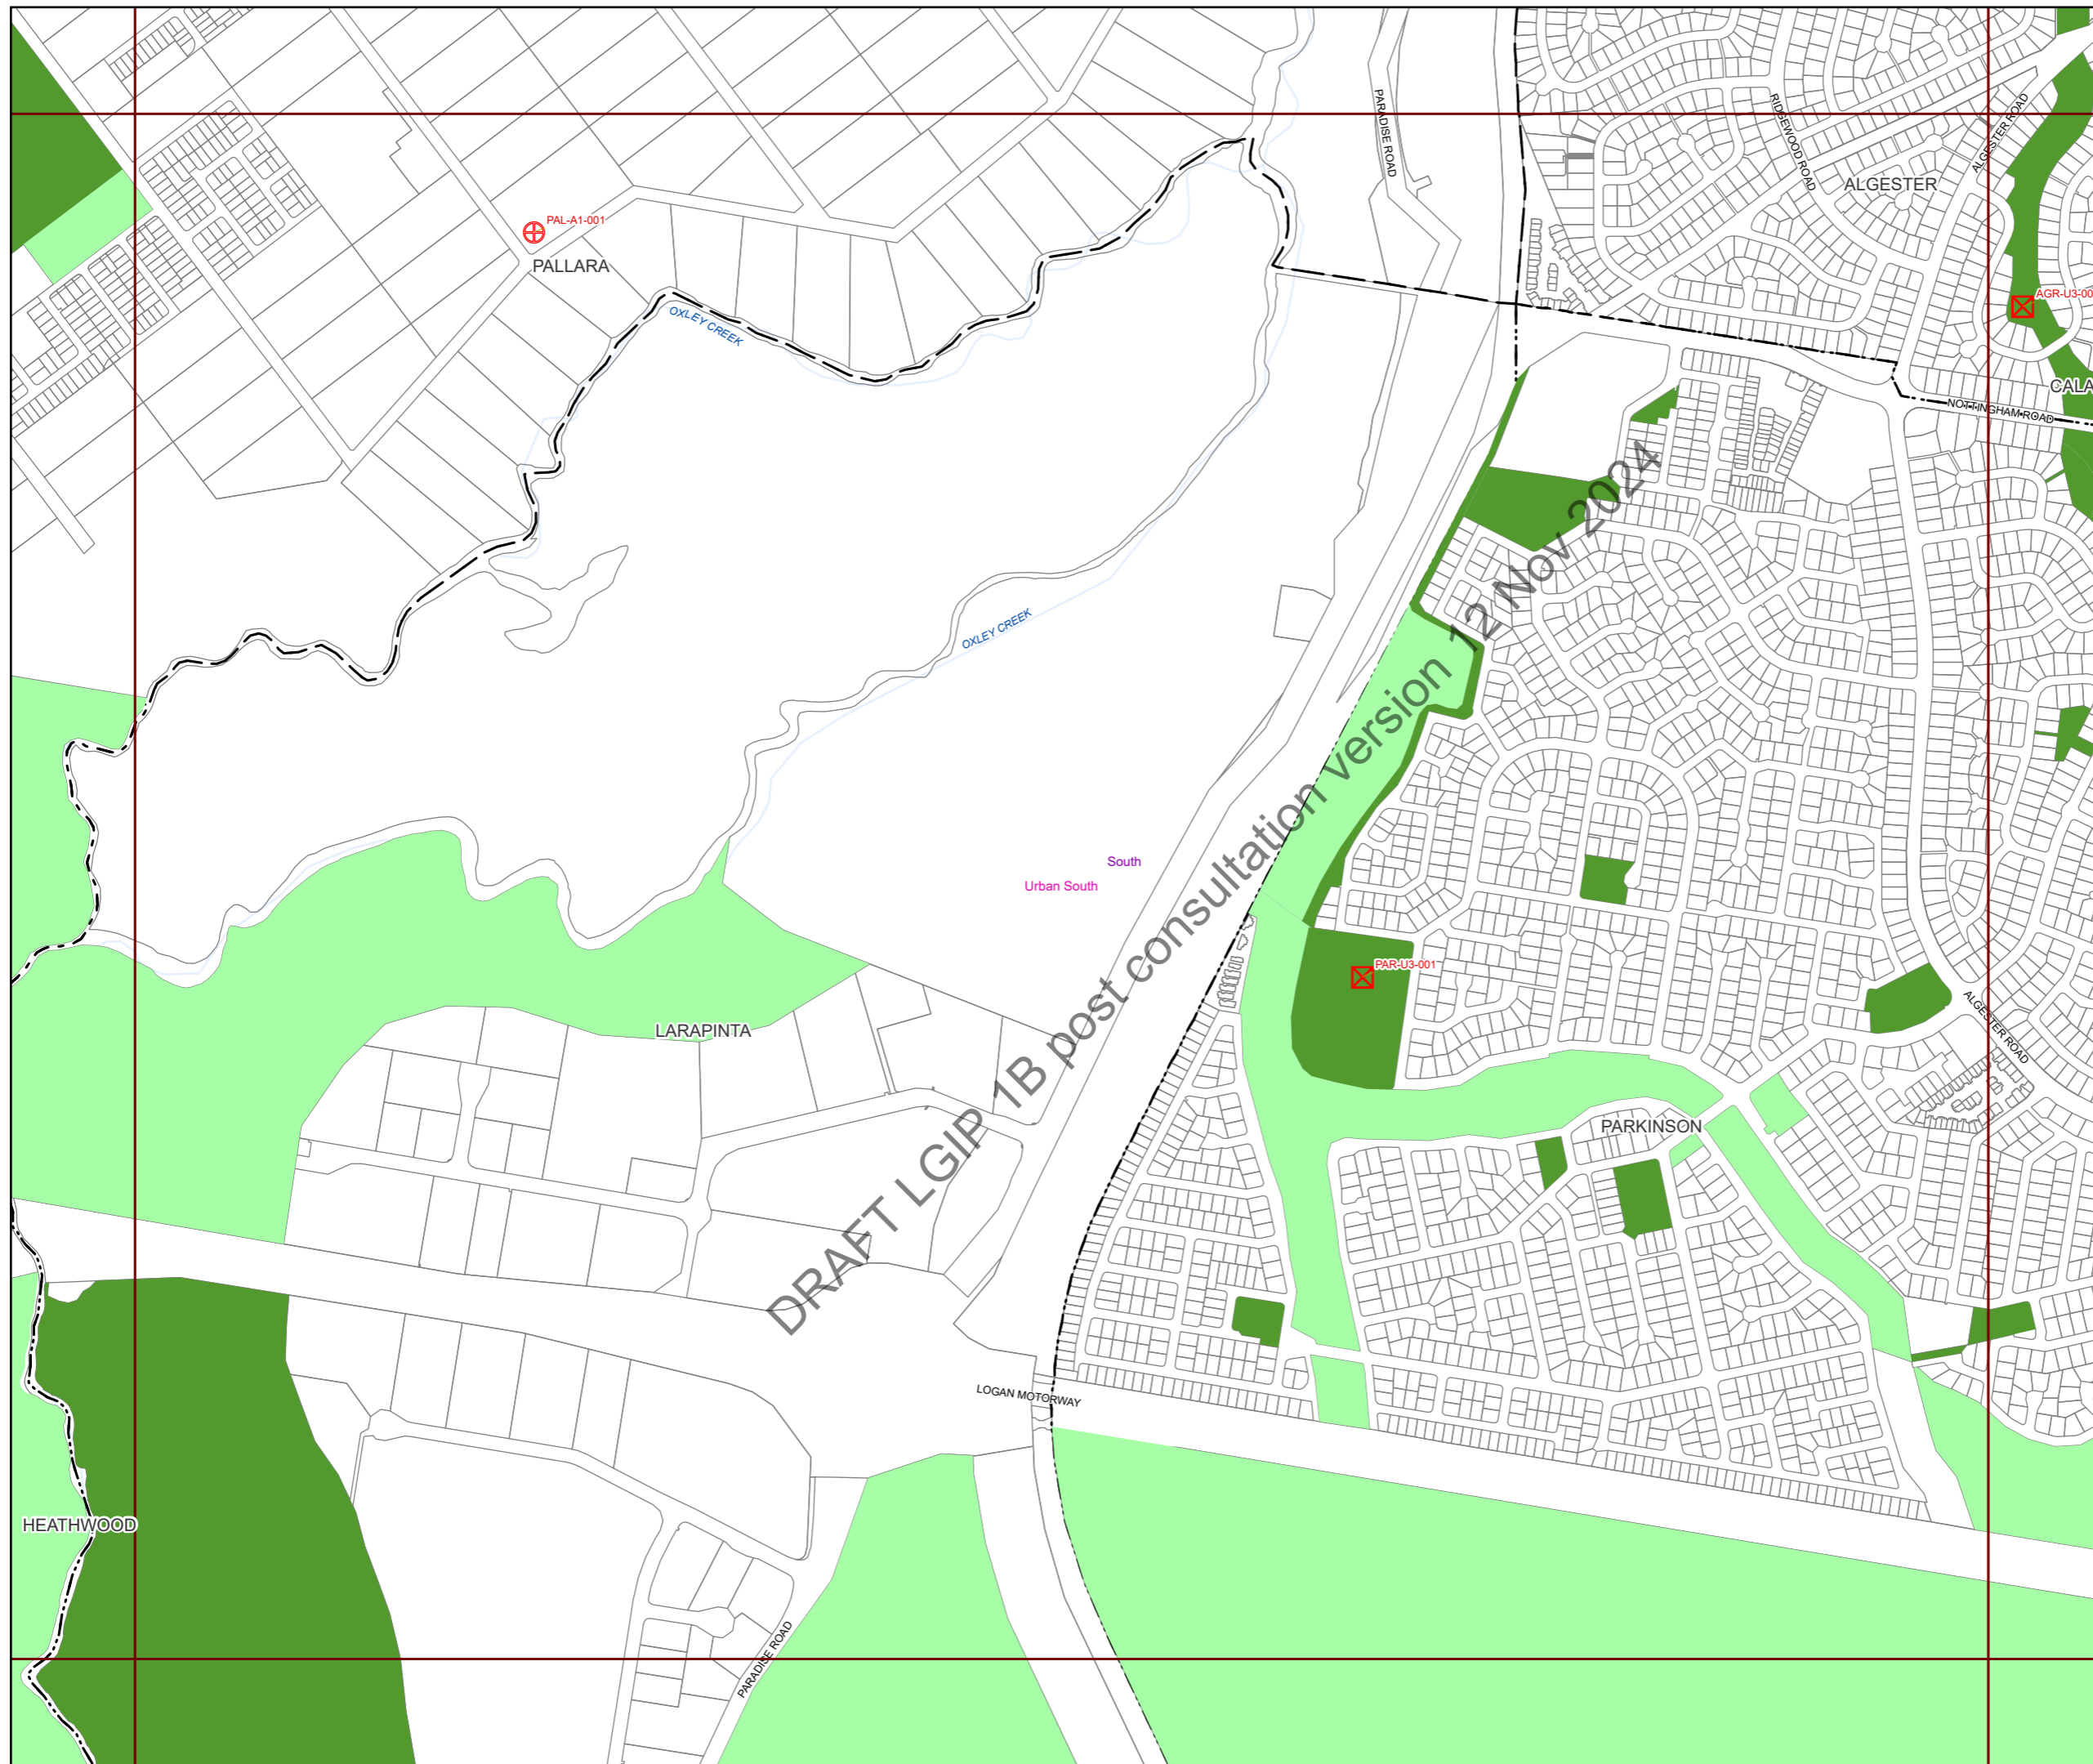 PARADISE ROAD
RIDGEWOOD ROAD
ALGESTER ROAD
ALGESTER
PAL-A1-001
PALLARA
OXLEY CREEK
AGR-U3-00
CALA
NOTTINGHAM ROAD
OXLEY CREEK
South
Urban South
DRAFT LGIP 1B post consultation version 12 Nov 2024
PAR-U3-001
LARAPINTA
ALGESTER ROAD
PARKINSON
LOGAN MOTORWAY
HEATHWOOD
PARADISE ROAD